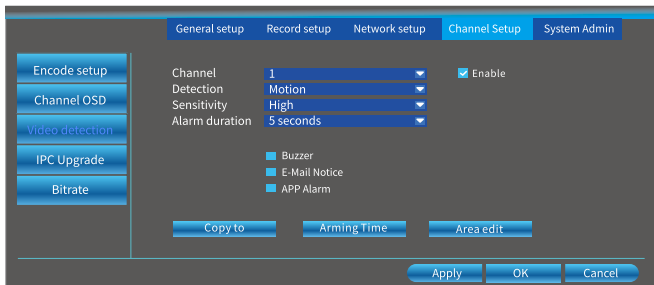 General setup Record setup Network setup Channel Setup System Admin
Encode setup
Channel OSD
Video detection
IPC Upgrade
Bitrate
Channel 1 Enable
Detection Motion
Sensitivity High
Alarm duration 5 seconds
Buzzer
E-Mail Notice
APP Alarm
Copy to Arming Time Area edit
Apply OK Cancel